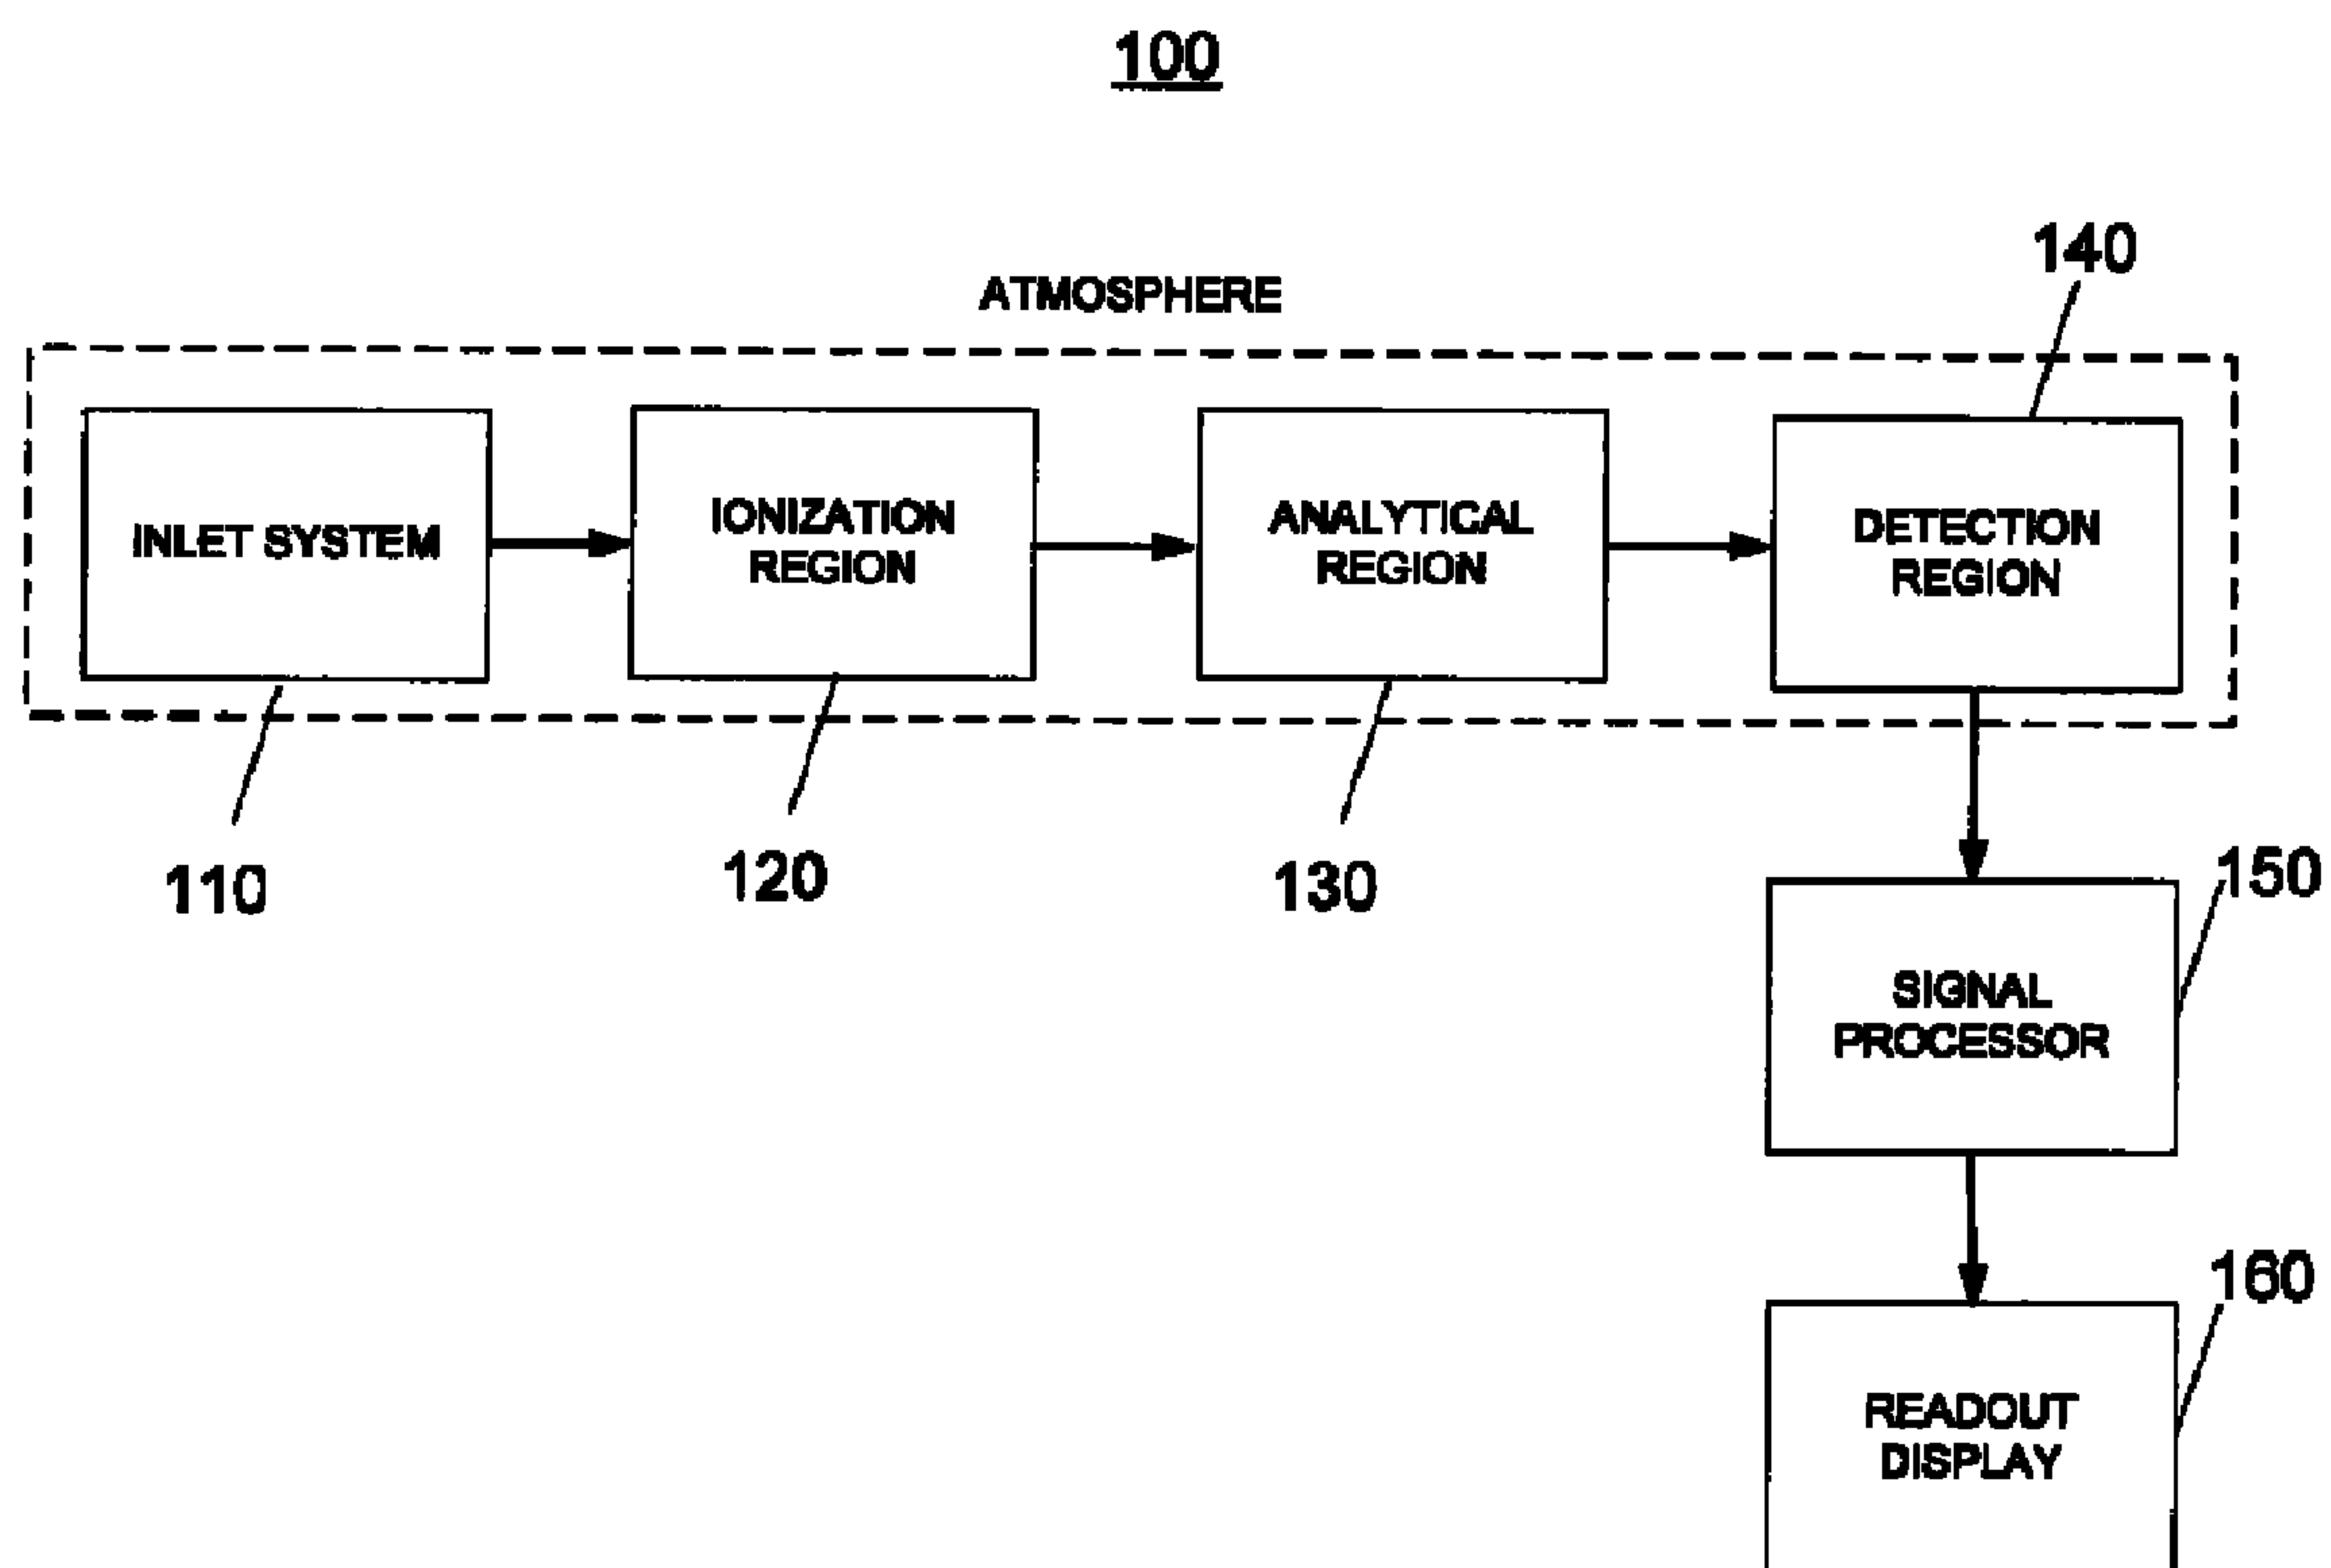 100
140
ATMOSPHERE
INLET SYSTEM
IONIZATION
REGION
ANALYTICAL
REGION
DETECTION
REGION
110
120
130
150
SIGNAL
PROCESSOR
160
READOUT
DISPLAY